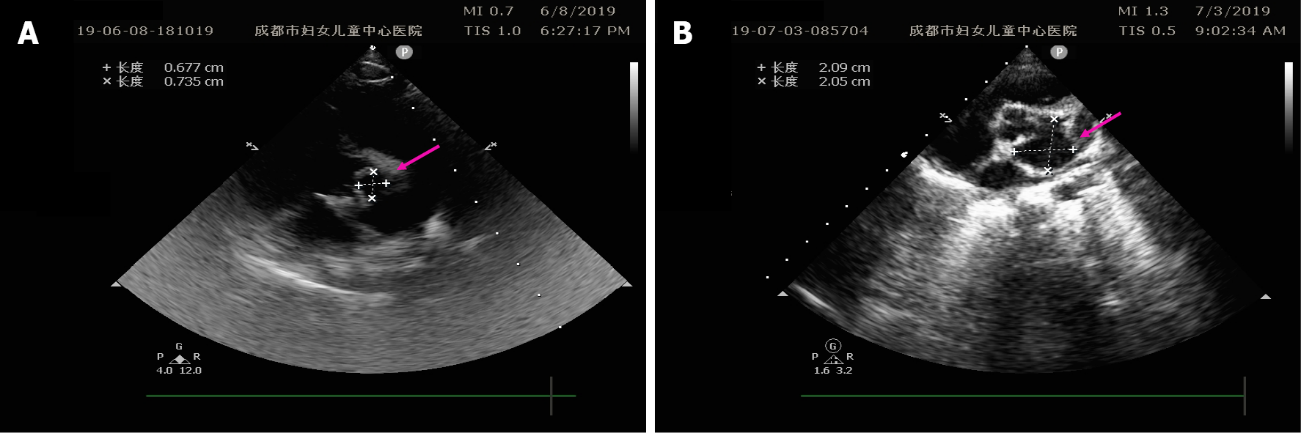 A
MI 0.7 6/8/2019
19-06-08-181019 成都市妇女儿童中心医院 TIS 1.0 6:27:17 PM
P
+ 长度 0.677 cm
× 长度 0.735 cm
G
P R
4.0 12.0
B
MI 1.3 7/3/2019
19-07-03-085704 成都市妇女儿童中心医院 TIS 0.5 9:02:34 AM
P
+ 长度 2.09 cm
× 长度 2.05 cm
G
P R
1.6 3.2